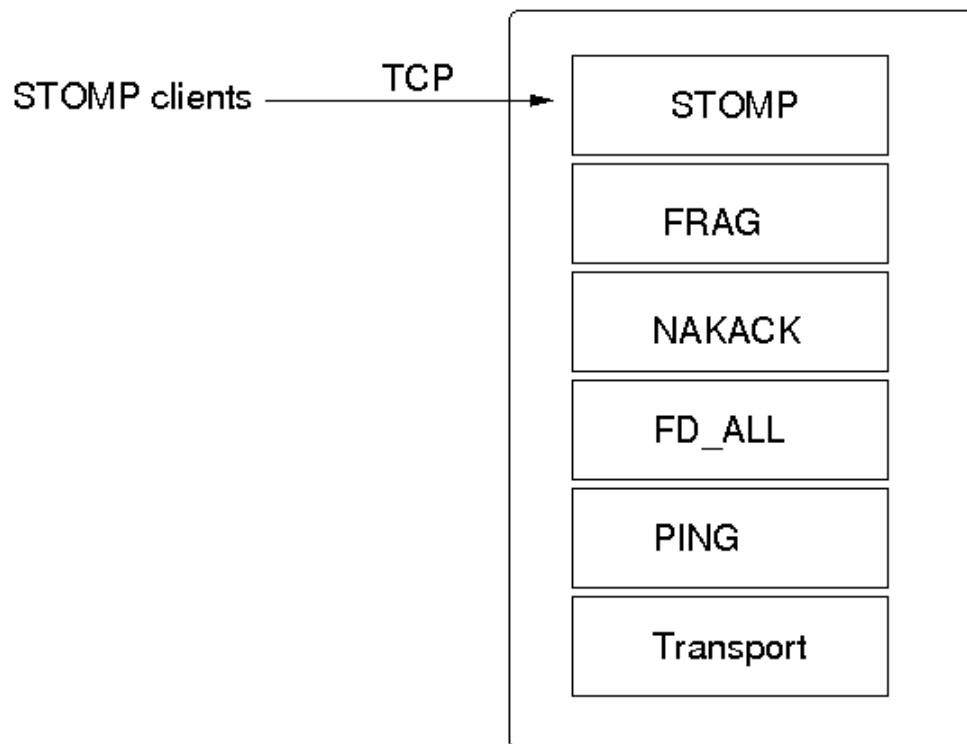 TCP
STOMP clients
STOMP
FRAG
NAKACK
FD_ALL
PING
Transport